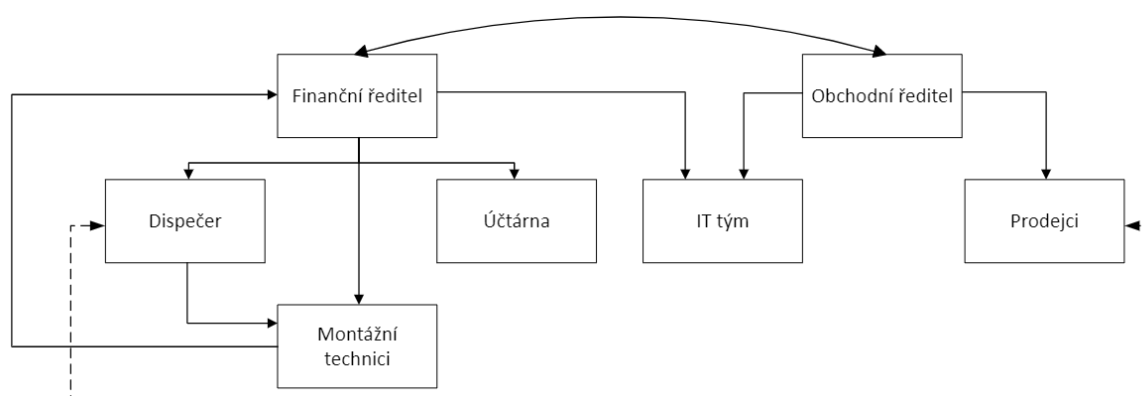 Finanční ředitel
Obchodní ředitel
Dispečer
Účtárna
IT tým
Prodejci
Montážní
technici